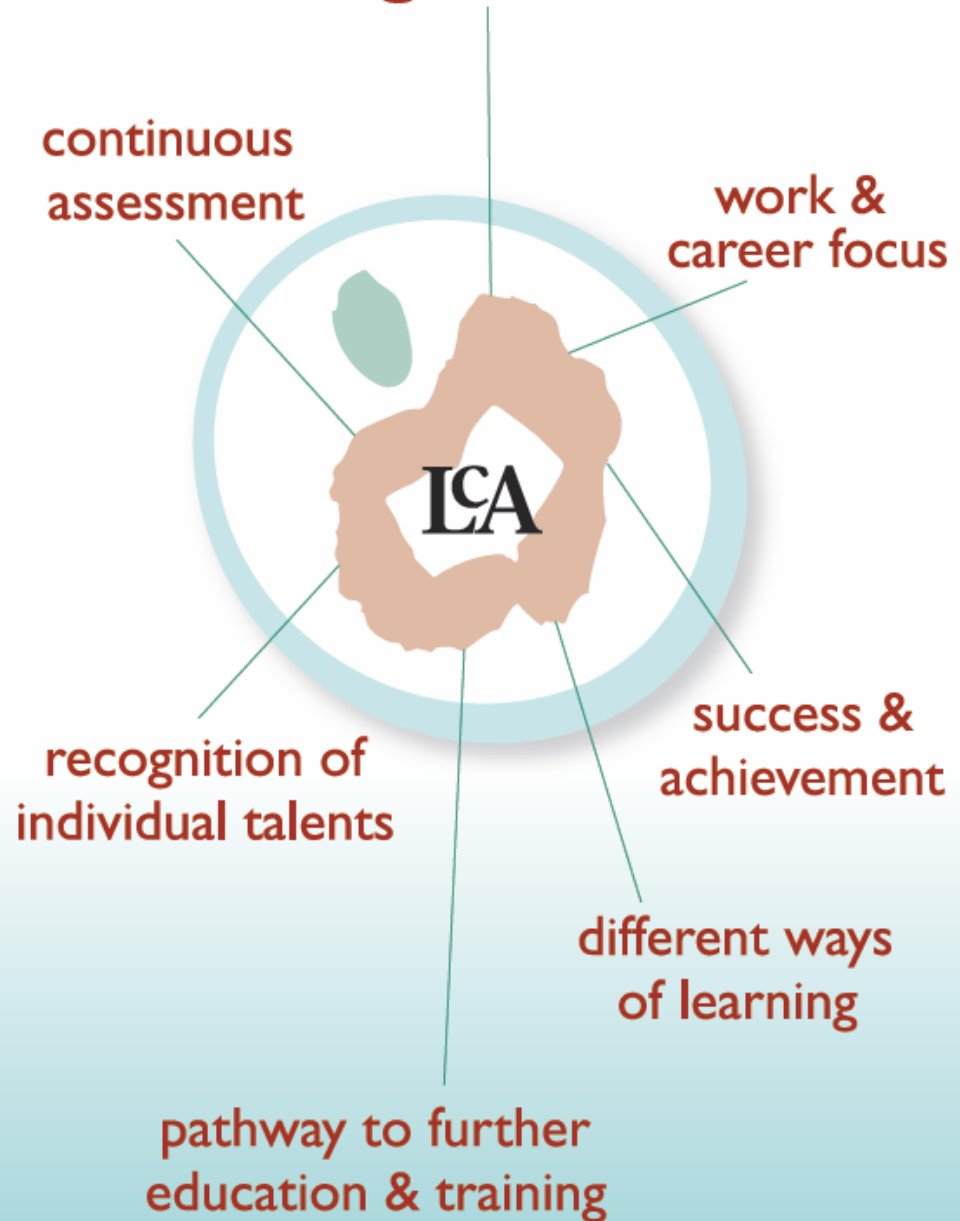 continuous
assessment
work &
career focus
LCA
success &
achievement
recognition of
individual talents
different ways
of learning
pathway to further
education & training